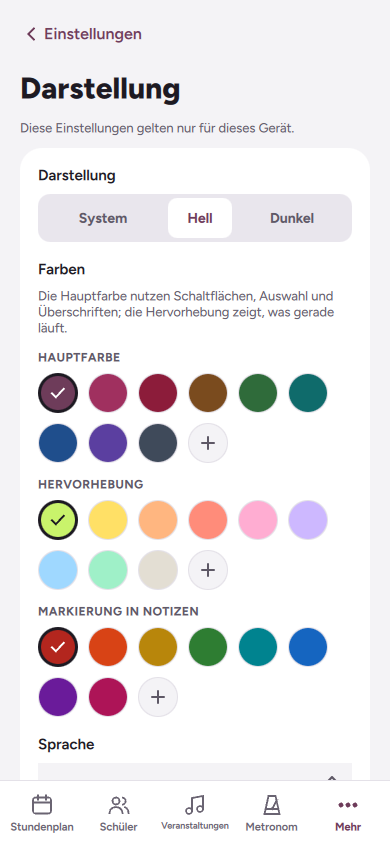 Einstellungen
Darstellung
Diese Einstellungen gelten nur für dieses Gerät.
Darstellung
System Hell Dunkel
Farben
Die Hauptfarbe nutzen Schaltflächen, Auswahl und
Überschriften; die Hervorhebung zeigt, was gerade
läuft.
HAUPTFARBE
HERVORHEBUNG
MARKIERUNG IN NOTIZEN
Sprache
Stundenplan Schüler Veranstaltungen Metronom Mehr